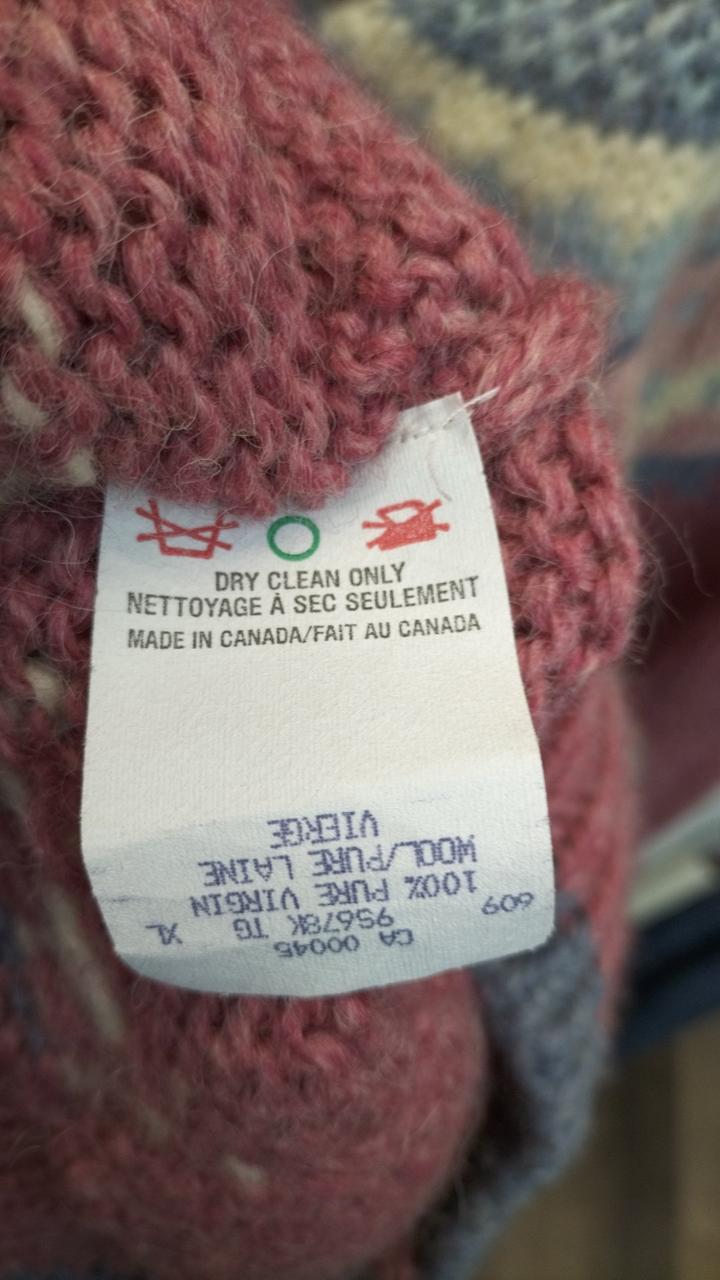 DRY CLEAN ONLY
NETTOYAGE À SEC SEULEMENT
MADE IN CANADA/FAIT AU CANADA
CA 00045
609 9S678K TG XL
100% PURE VIRGIN
WOOL/PURE LAINE
VIERGE